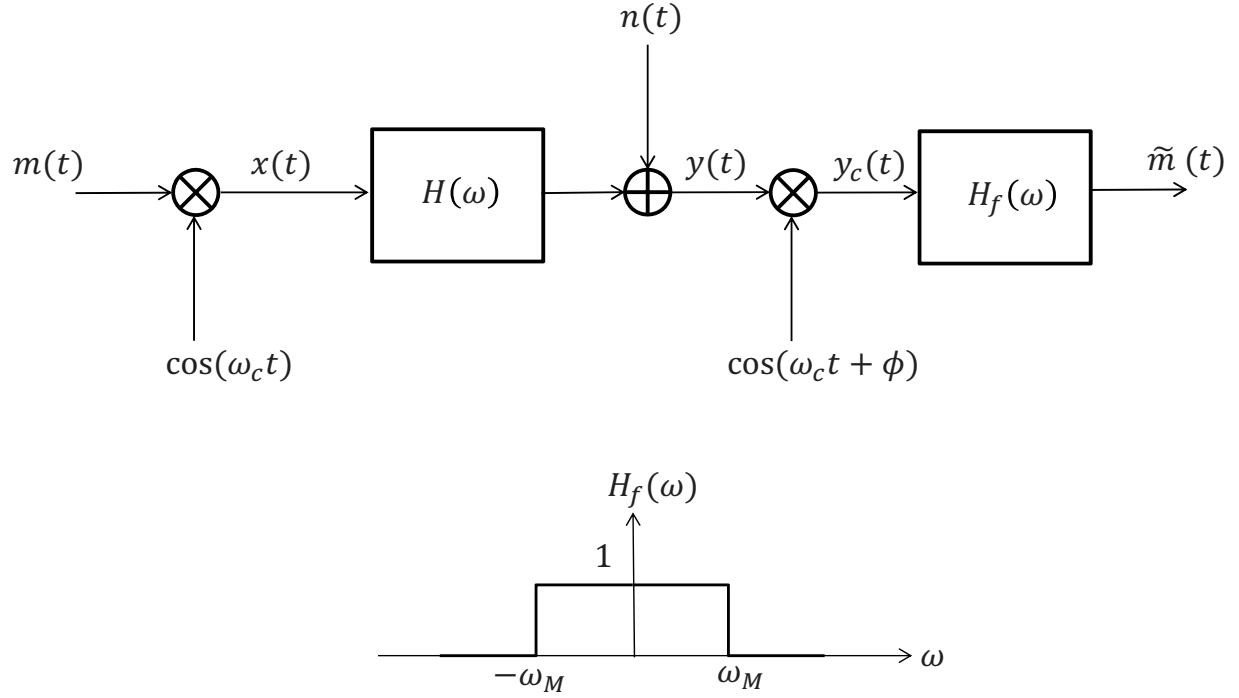 n(t)
m(t) x(t) H(ω) y(t) y_c(t) H_f(ω) m̃ (t)
cos(ω_c t) cos(ω_c t + ϕ)
H_f(ω)
1
−ω_M ω_M ω